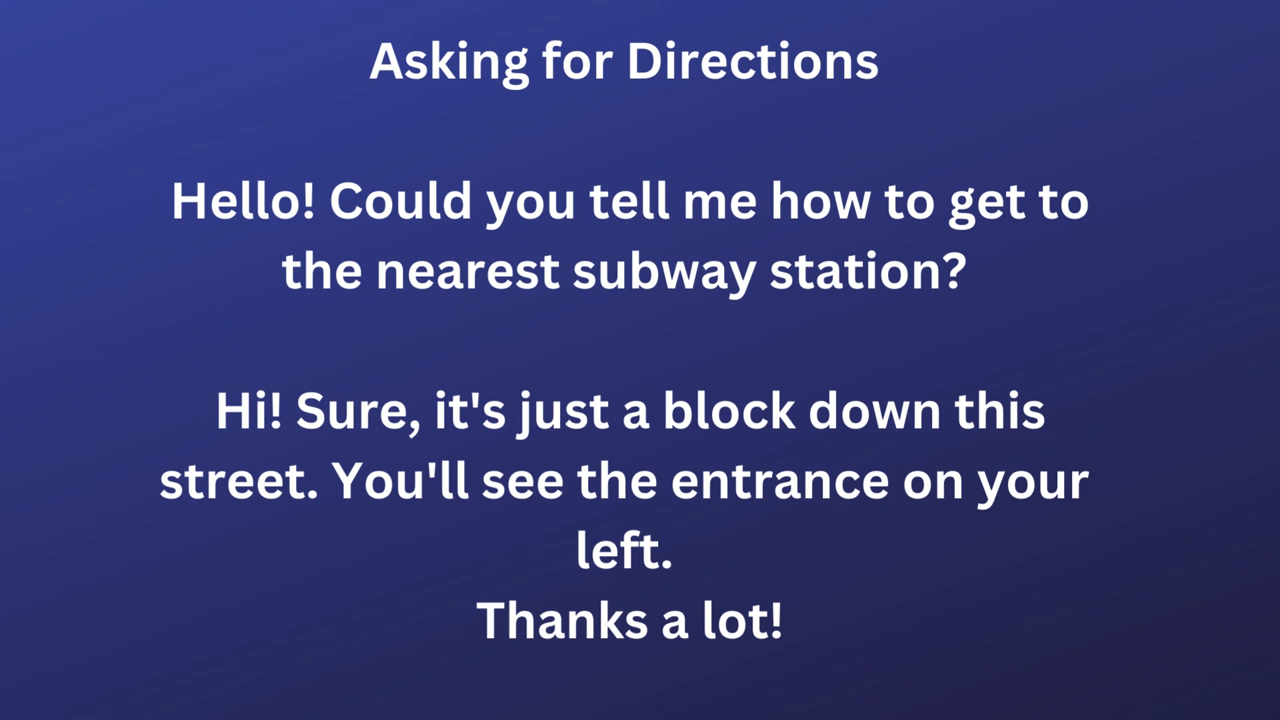 Asking for Directions
Hello! Could you tell me how to get to
the nearest subway station?
Hi! Sure, it's just a block down this
street. You'll see the entrance on your
left.
Thanks a lot!